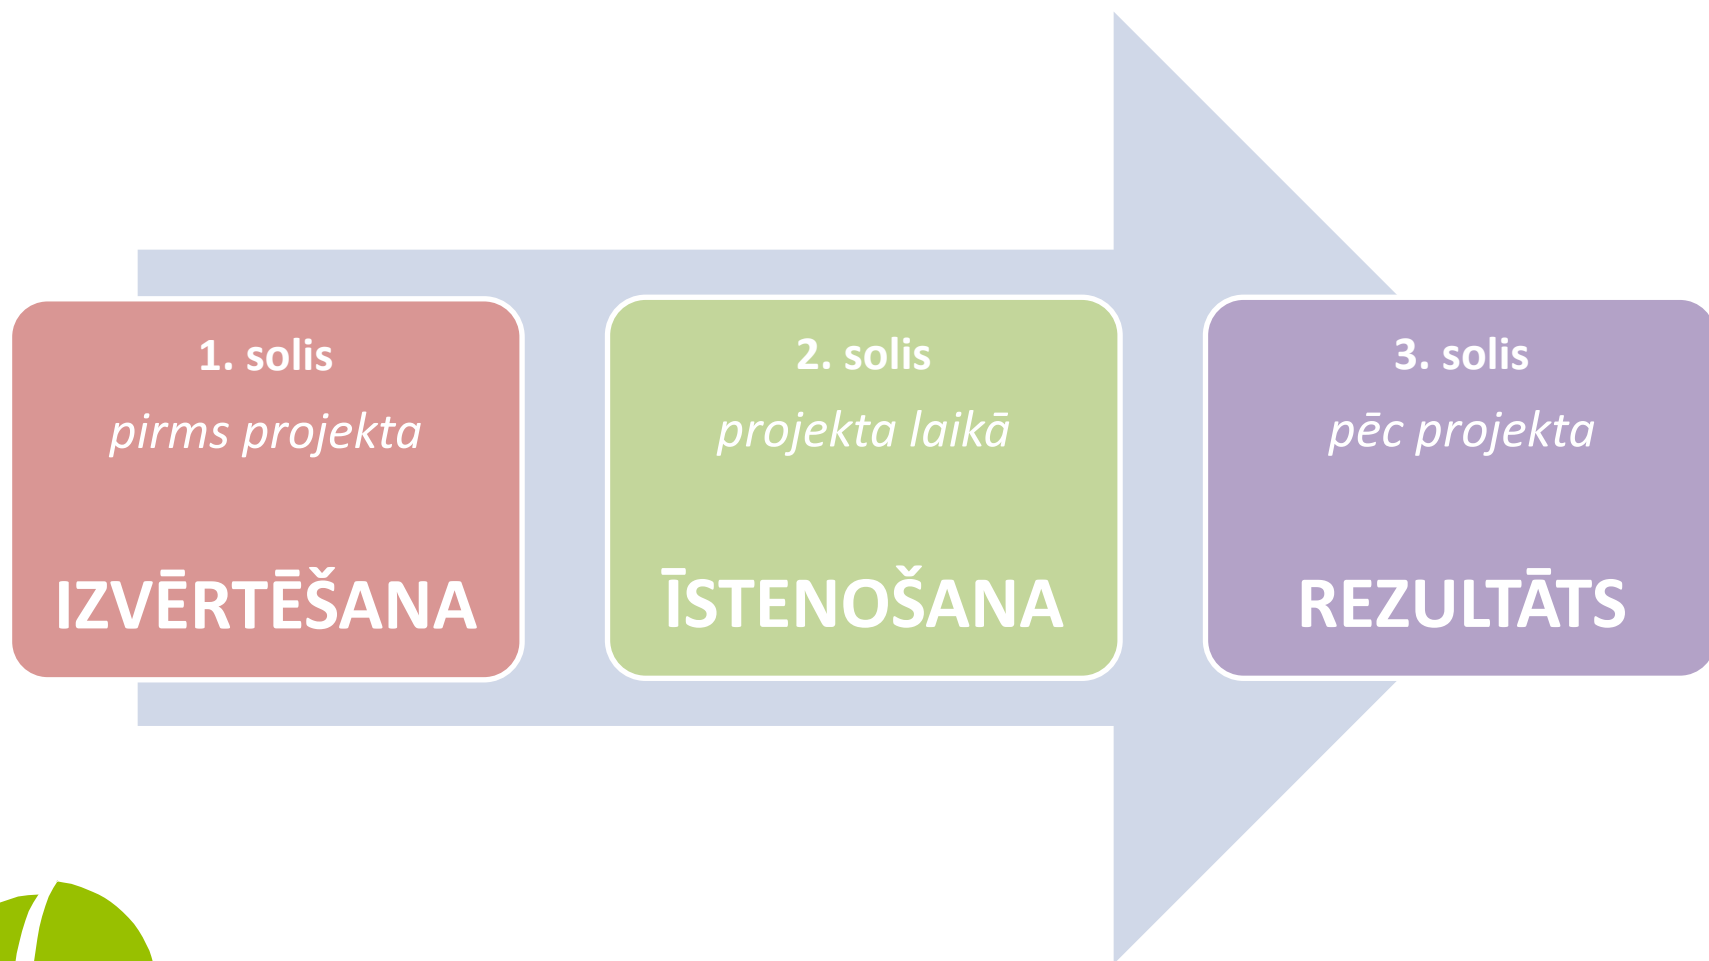 1. solis
pirms projekta
IZVĒRTĒŠANA
2. solis
projekta laikā
ĪSTENOŠANA
3. solis
pēc projekta
REZULTĀTS